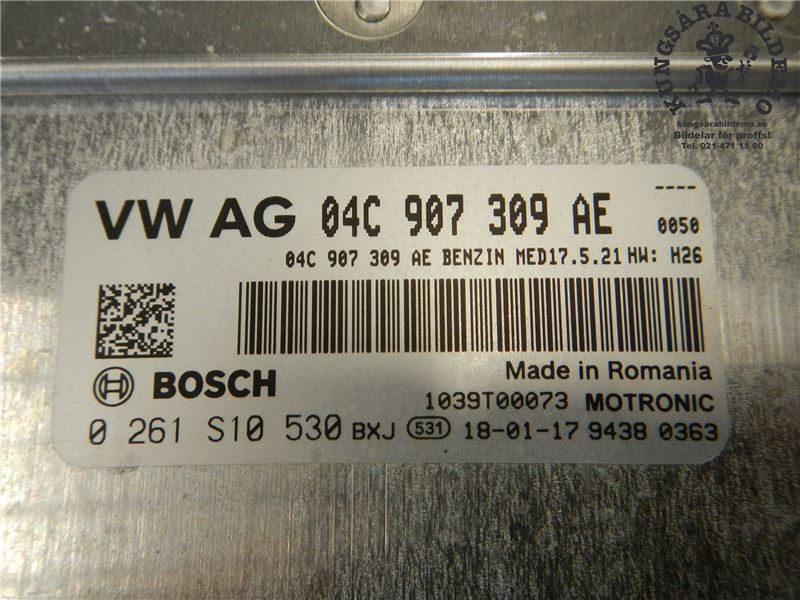 KUNGSÅRA BILDEMO
kungsarabildemo.se
Bildelar för proffs!
Tel. 021-471 11 00
----
VW AG 04C 907 309 AE 0050
04C 907 309 AE BENZIN MED17.5.21 HW: H26
Made in Romania
BOSCH
1039T00073 MOTRONIC
0 261 S10 530 BXJ 531 18-01-17 9438 0363